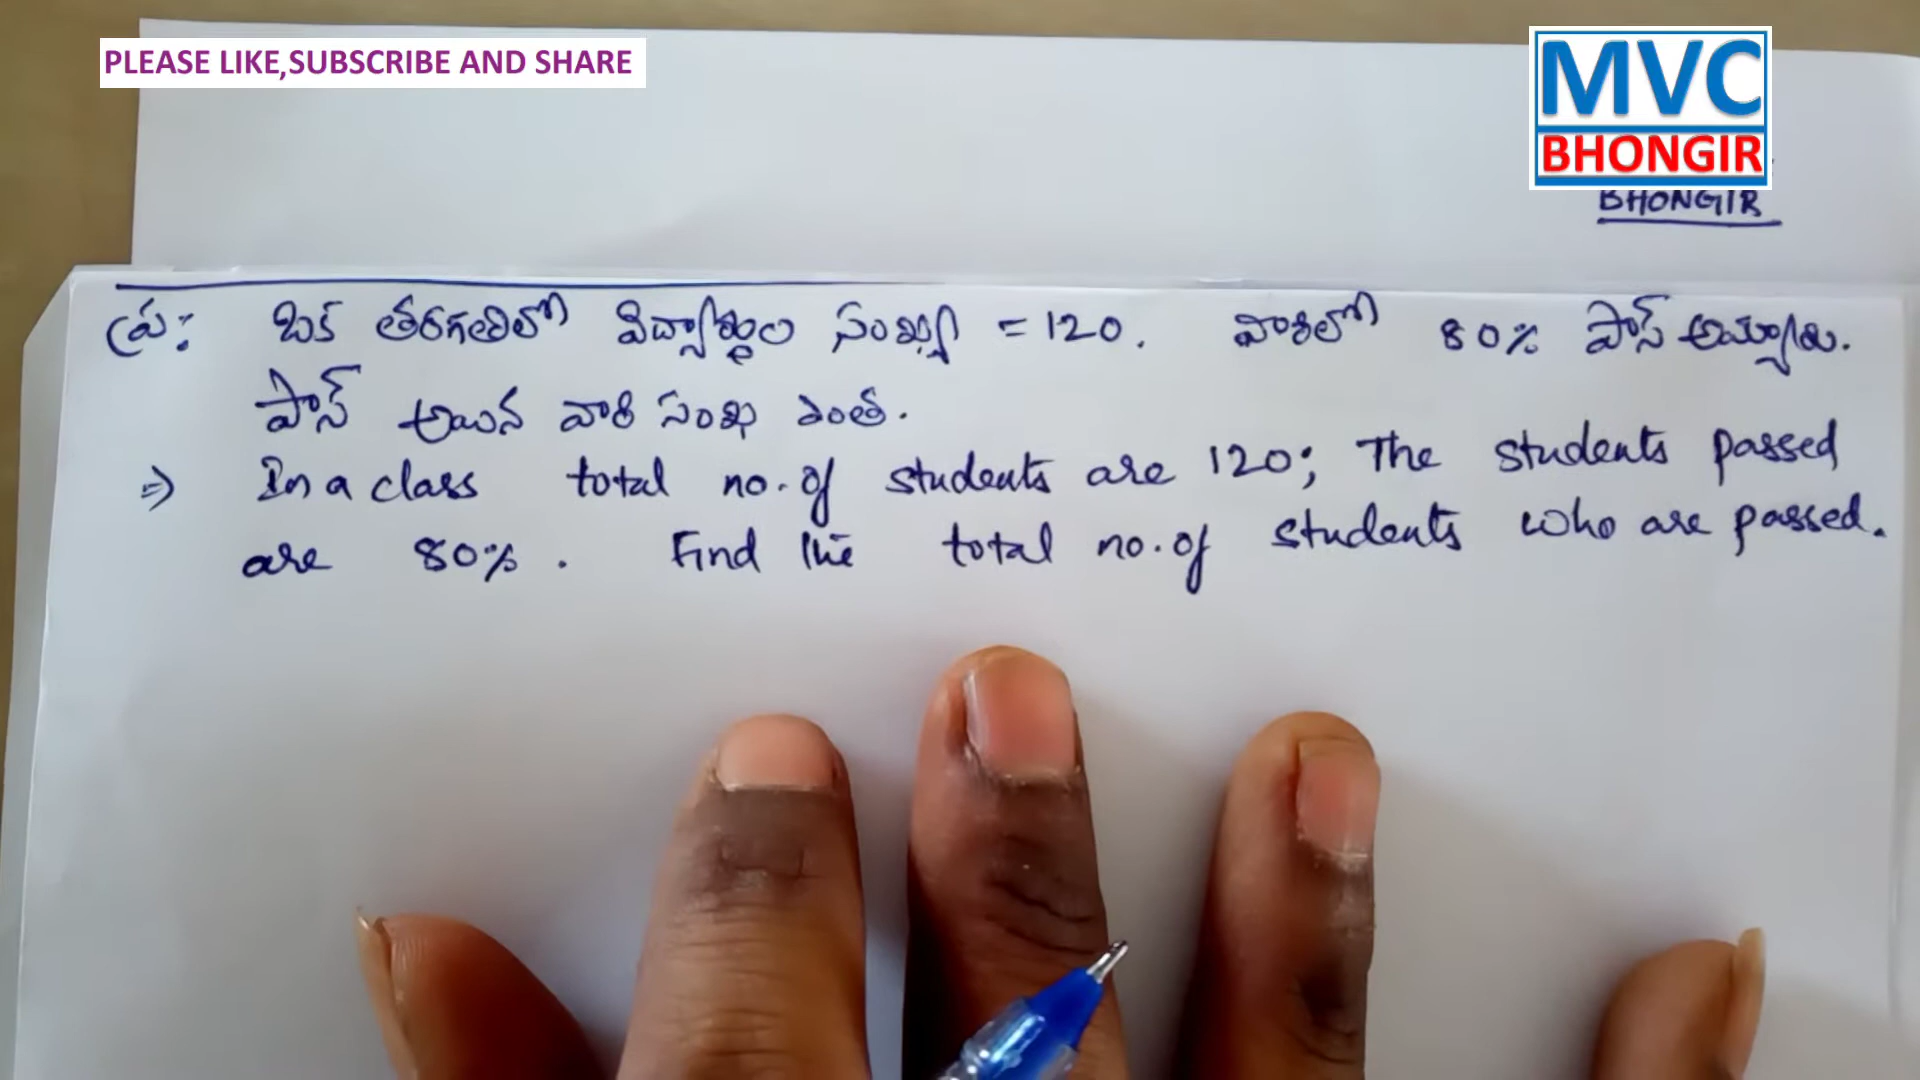 PLEASE LIKE,SUBSCRIBE AND SHARE
MVC
BHONGIR
BHONGIR
ప్ర: ఒక తరగతిలో విద్యార్థుల సంఖ్య = 120. వారిలో 80% పాస్ అయ్యారు.
పాస్ అయిన వారి సంఖ ఎంత.
⇒ In a class total no. of students are 120; The students passed
are 80%. Find the total no. of students who are passed.